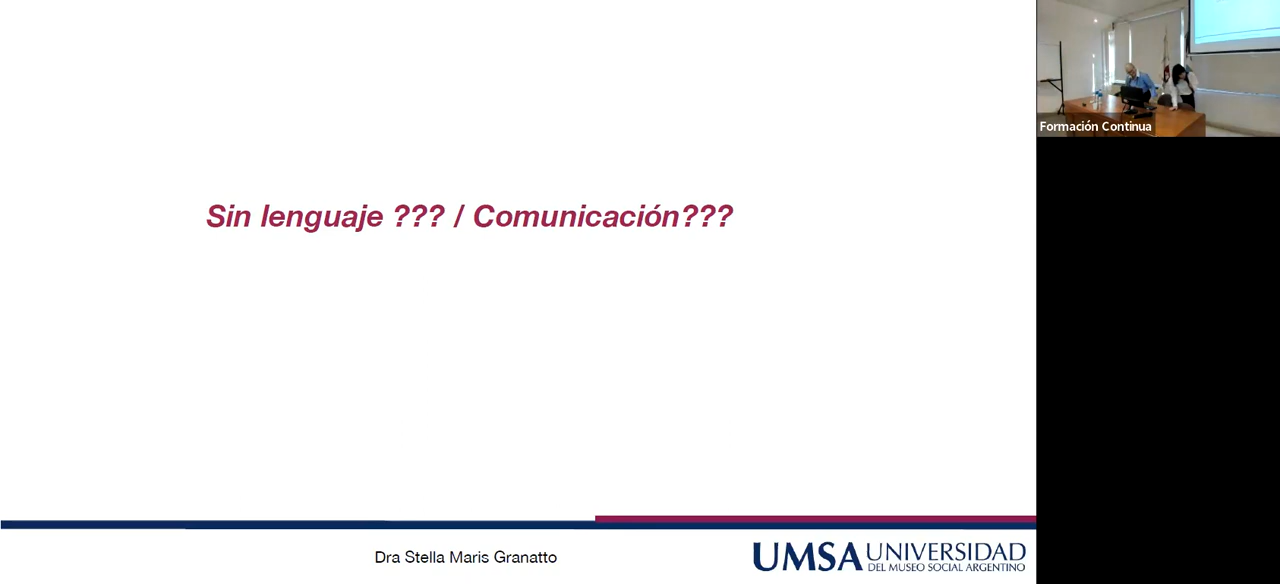 Sin lenguaje ??? / Comunicación???
Formación Continua
Dra Stella Maris Granatto
UMSA UNIVERSIDAD
DEL MUSEO SOCIAL ARGENTINO